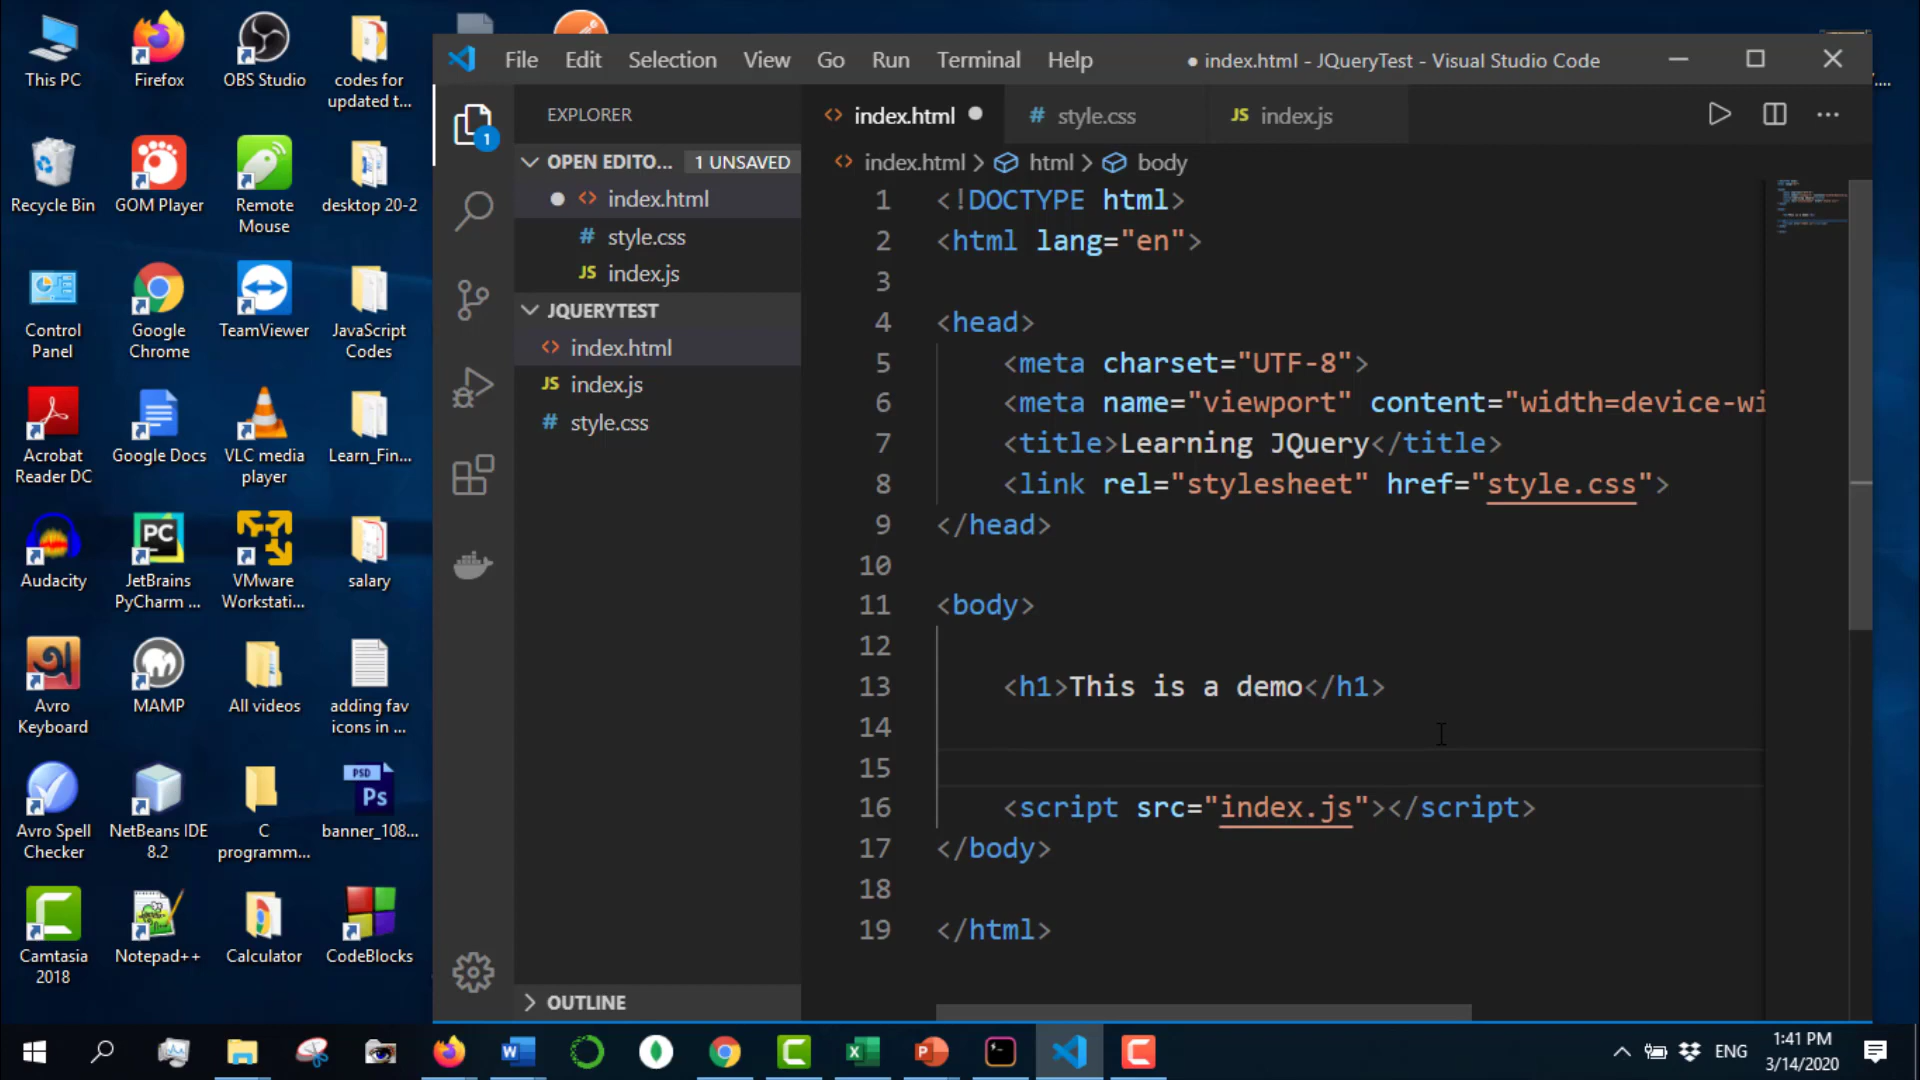 This PC
Firefox
OBS Studio
codes for
updated t...
Recycle Bin
GOM Player
Remote
Mouse
desktop 20-2
Control
Panel
Google
Chrome
TeamViewer
JavaScript
Codes
Acrobat
Reader DC
Google Docs
VLC media
player
Learn_Fin...
Audacity
PC
JetBrains
PyCharm ...
VMware
Workstati...
salary
Avro
Keyboard
MAMP
All videos
adding fav
icons in ...
Avro Spell
Checker
NetBeans IDE
8.2
C
programm...
PSD
Ps
banner_108...
Camtasia
2018
Notepad++
Calculator
CodeBlocks
File Edit Selection View Go Run Terminal Help
● index.html - JQueryTest - Visual Studio Code
1
EXPLORER
OPEN EDITO... 1 UNSAVED
<> index.html
# style.css
JS index.js
JQUERYTEST
<> index.html
JS index.js
# style.css
OUTLINE
<> index.html # style.css JS index.js
<> index.html > html > body
1 <!DOCTYPE html>
2 <html lang="en">
3
4 <head>
5 <meta charset="UTF-8">
6 <meta name="viewport" content="width=device-wi
7 <title>Learning JQuery</title>
8 <link rel="stylesheet" href="style.css">
9 </head>
10
11 <body>
12
13 <h1>This is a demo</h1>
14
15
16 <script src="index.js"></script>
17 </body>
18
19 </html>
ENG
1:41 PM
3/14/2020